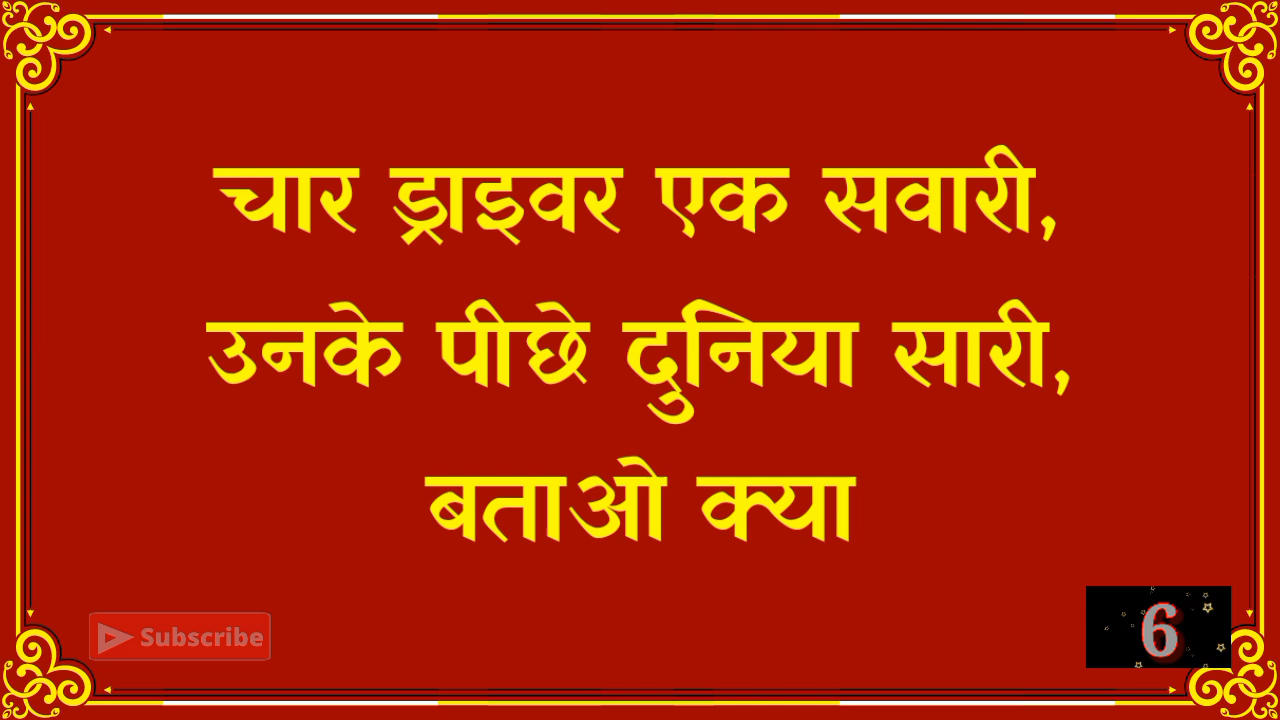 चार ड्राइवर एक सवारी,
उनके पीछे दुनिया सारी,
बताओ क्या
Subscribe
6